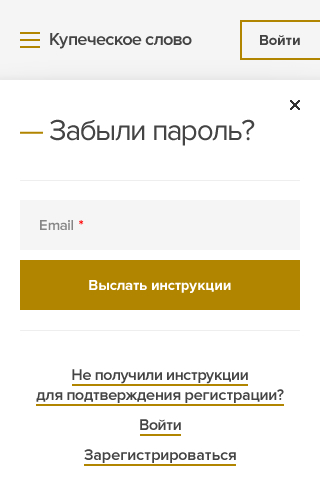 Купеческое слово
Войти
— Забыли пароль?
Email *
Выслать инструкции
Не получили инструкции
для подтверждения регистрации?
Войти
Зарегистрироваться